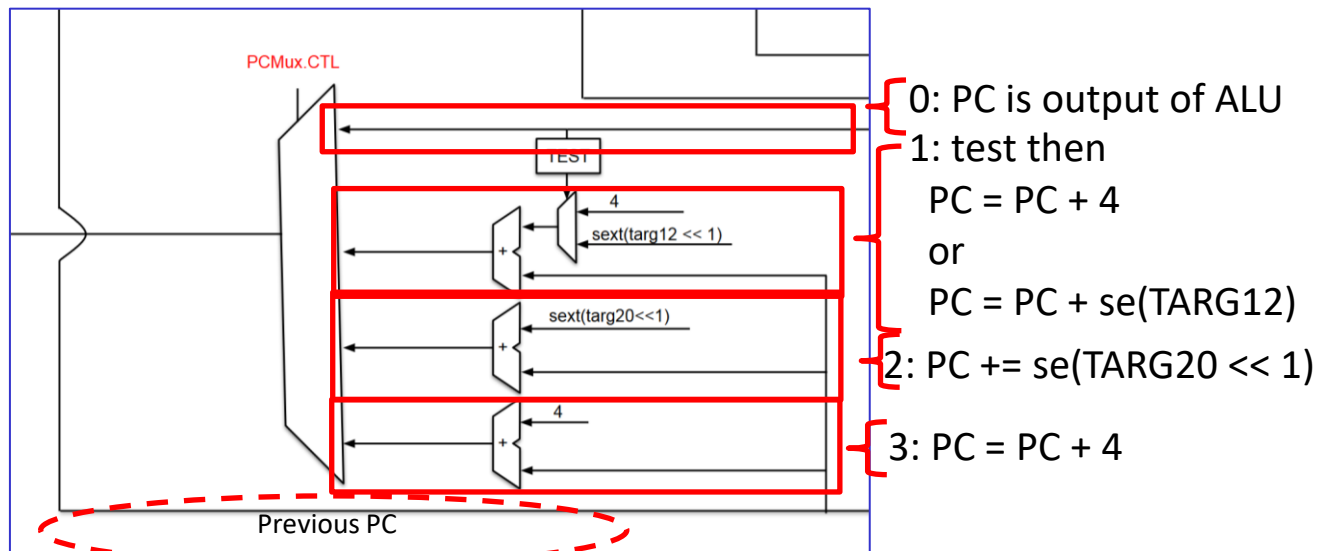 PCMux.CTL
0: PC is output of ALU
TEST
1: test then
PC = PC + 4
or
PC = PC + se(TARG12)
4
sext(targ12 << 1)
+
2: PC += se(TARG20 << 1)
sext(targ20<<1)
+
3: PC = PC + 4
4
+
Previous PC